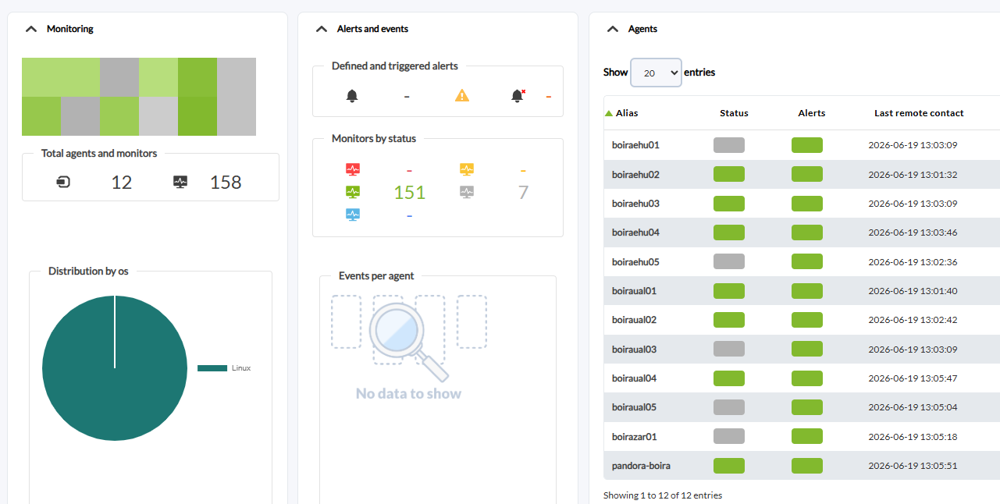 Monitoring
Total agents and monitors
12 158
Distribution by os
Linux
Alerts and events
Defined and triggered alerts
- -
Monitors by status
- -
151 7
-
Events per agent
No data to show
Agents
Show 20 entries
Alias Status Alerts Last remote contact
boiraehu01 2026-06-19 13:03:09
boiraehu02 2026-06-19 13:01:32
boiraehu03 2026-06-19 13:03:09
boiraehu04 2026-06-19 13:03:46
boiraehu05 2026-06-19 13:02:36
boiraual01 2026-06-19 13:01:40
boiraual02 2026-06-19 13:02:42
boiraual03 2026-06-19 13:03:09
boiraual04 2026-06-19 13:05:47
boiraual05 2026-06-19 13:05:04
boirazar01 2026-06-19 13:05:18
pandora-boira 2026-06-19 13:05:51
Showing 1 to 12 of 12 entries